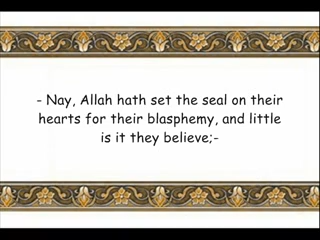 - Nay, Allah hath set the seal on their
hearts for their blasphemy, and little
is it they believe;-